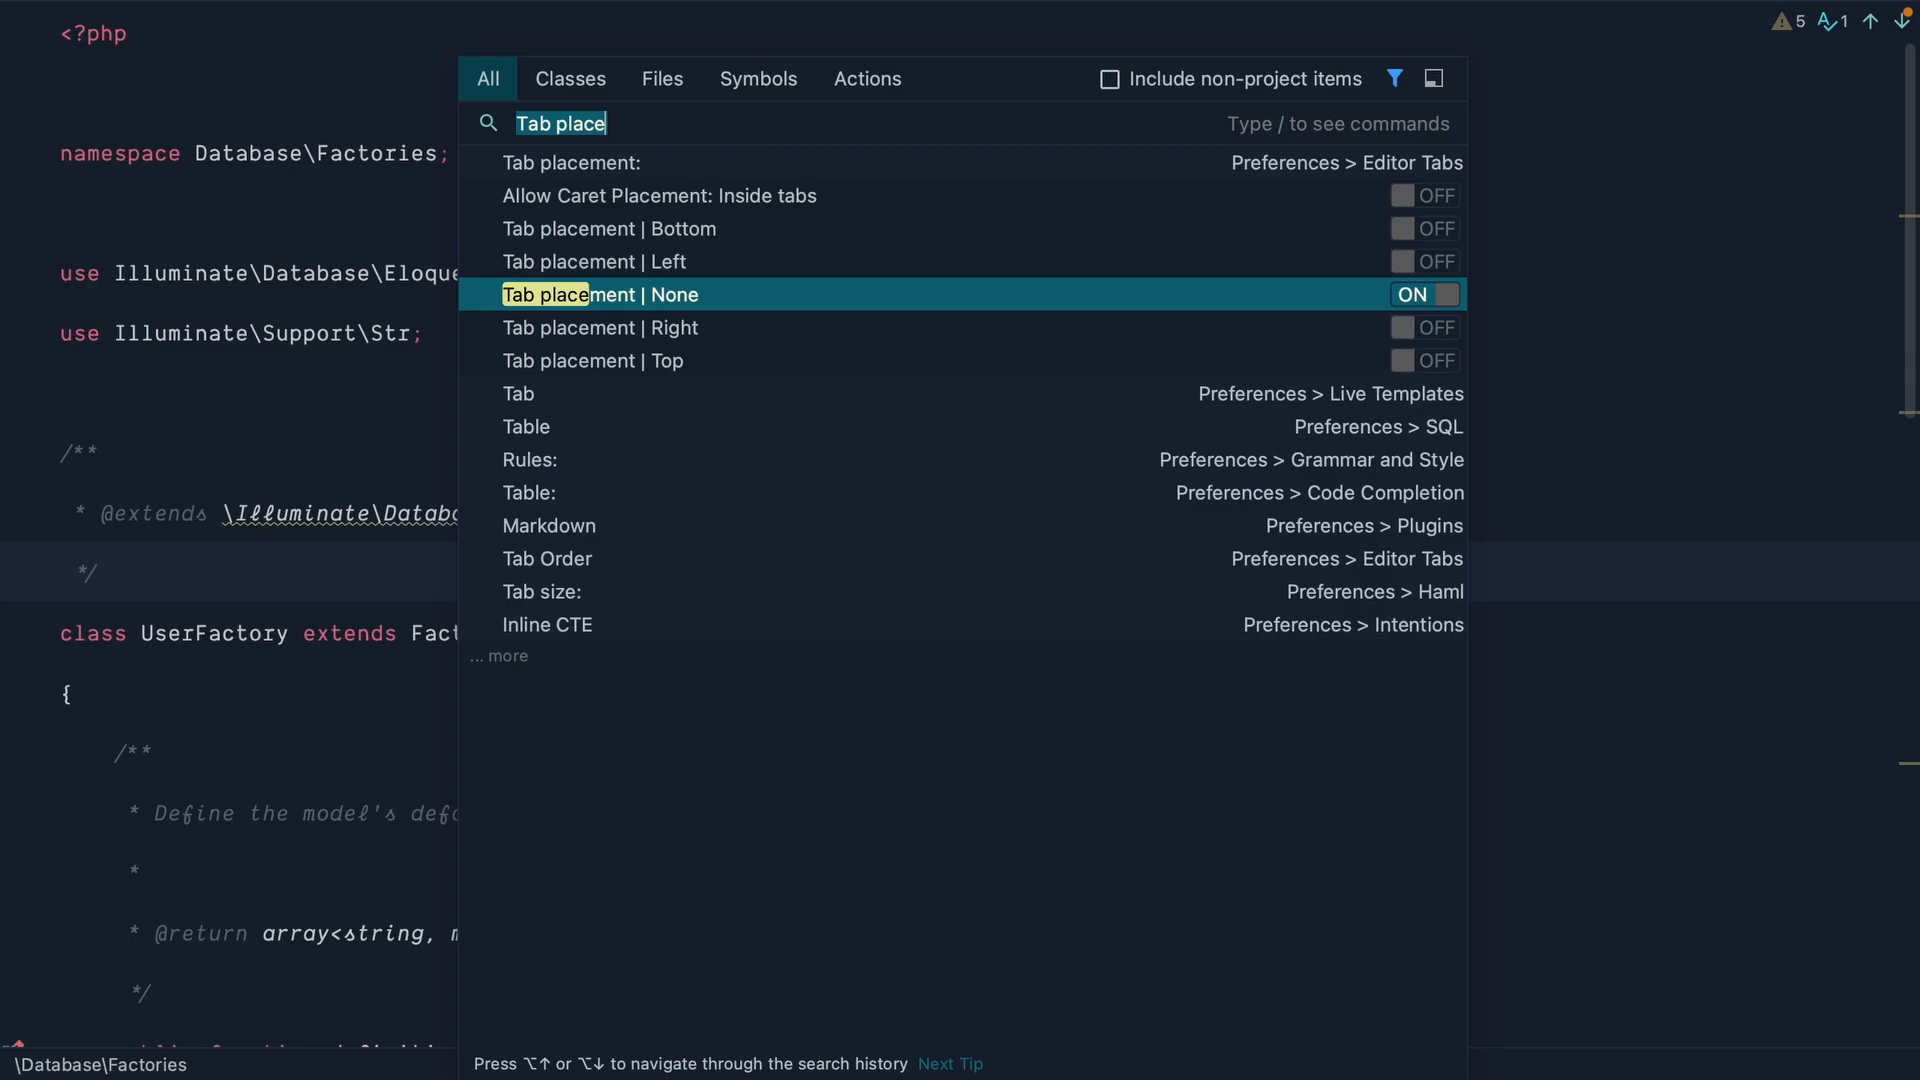 <?php
5 1
All Classes Files Symbols Actions Include non-project items
Tab place Type / to see commands
namespace Database\Factories;
Tab placement: Preferences > Editor Tabs
Allow Caret Placement: Inside tabs OFF
Tab placement | Bottom OFF
Tab placement | Left OFF
use Illuminate\Database\Eloque
Tab placement | None ON
use Illuminate\Support\Str;
Tab placement | Right OFF
Tab placement | Top OFF
Tab Preferences > Live Templates
Table Preferences > SQL
/**
Rules: Preferences > Grammar and Style
Table: Preferences > Code Completion
* @extends \Illuminate\Databa
Markdown Preferences > Plugins
Tab Order Preferences > Editor Tabs
*/
Tab size: Preferences > Haml
Inline CTE Preferences > Intentions
class UserFactory extends Fact
... more
{
/**
* Define the model's defa
*
* @return array<string, m
*/
\Database\Factories
Press ⌥↑ or ⌥↓ to navigate through the search history Next Tip